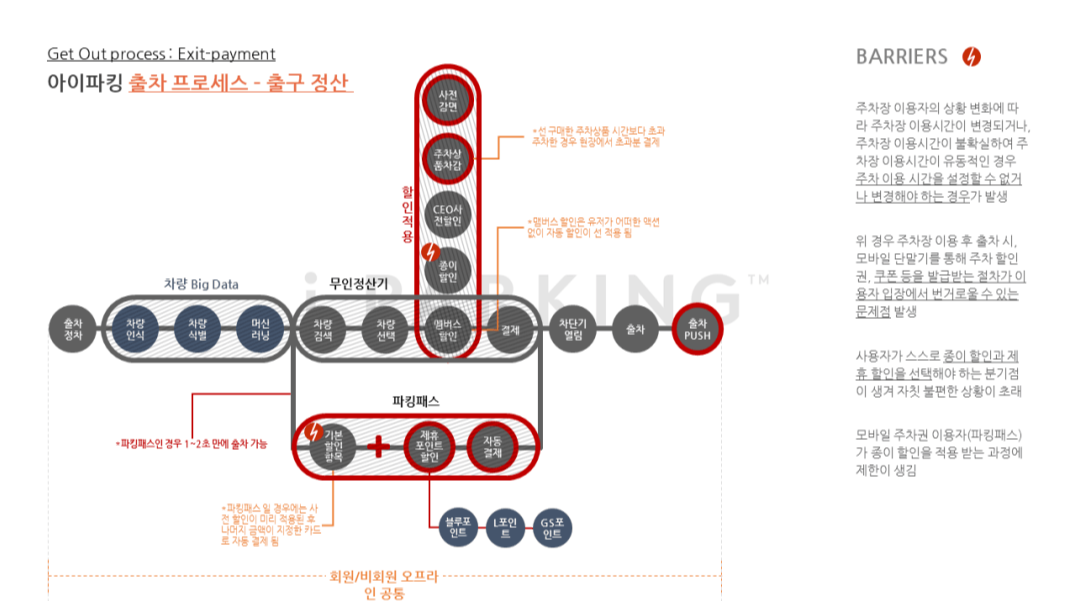 Get Out process : Exit-payment
아이파킹 출차 프로세스 - 출구 정산
사전
감면
주차상
품차감
CEO사
전할인
종이
할인
할인적용
*선 구매한 주차상품 시간보다 초과
주차한 경우 현장에서 초과분 결제
*맴버스 할인은 유저가 어떠한 액션
없이 자동 할인이 선 적용 됨
i PARKING™
차량 Big Data
무인정산기
출차
정차
차량
인식
차량
식별
머신
러닝
차량
검색
차량
선택
맴버스
할인
결제
차단기
열림
출차
출차
PUSH
파킹패스
*파킹패스인 경우 1~2초 만에 출차 가능
기본
할인
항목
제휴
포인트
할인
자동
결제
*파킹패스 일 경우에는 사
전 할인이 미리 적용된 후
나머지 금액이 지정한 카드
로 자동 결제 됨
블루포
인트
L포인
트
GS포
인트
회원/비회원 오프라
인 공통
BARRIERS
주차장 이용자의 상황 변화에 따
라 주차장 이용시간이 변경되거나,
주차장 이용시간이 불확실하여 주
차장 이용시간이 유동적인 경우
주차 이용 시간을 설정할 수 없거
나 변경해야 하는 경우가 발생
위 경우 주차장 이용 후 출차 시,
모바일 단말기를 통해 주차 할인
권, 쿠폰 등을 발급받는 절차가 이
용자 입장에서 번거로울 수 있는
문제점 발생
사용자가 스스로 종이 할인과 제
휴 할인을 선택해야 하는 분기점
이 생겨 자칫 불편한 상황이 초래
모바일 주차권 이용자(파킹패스)
가 종이 할인을 적용 받는 과정에
제한이 생김